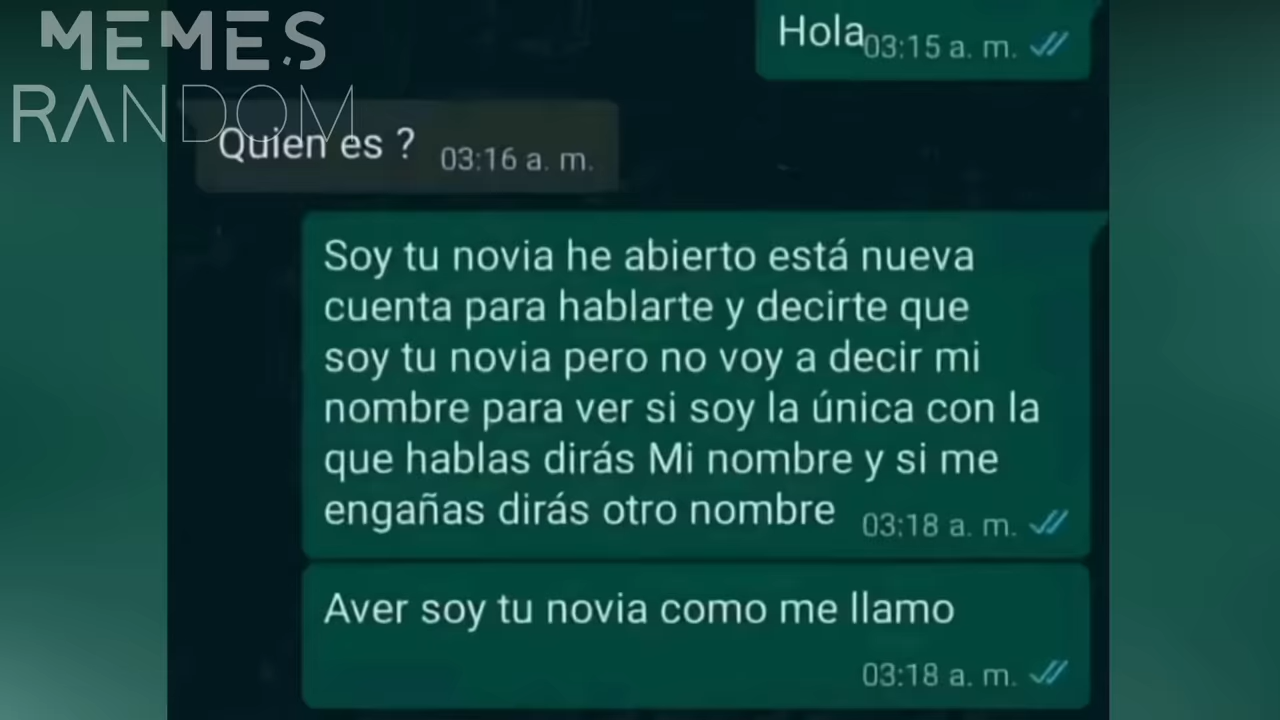 MEMES
RANDOM
Hola
03:15 a. m.
Quien es ?
03:16 a. m.
Soy tu novia he abierto está nueva
cuenta para hablarte y decirte que
soy tu novia pero no voy a decir mi
nombre para ver si soy la única con la
que hablas dirás Mi nombre y si me
engañas dirás otro nombre
03:18 a. m.
Aver soy tu novia como me llamo
03:18 a. m.